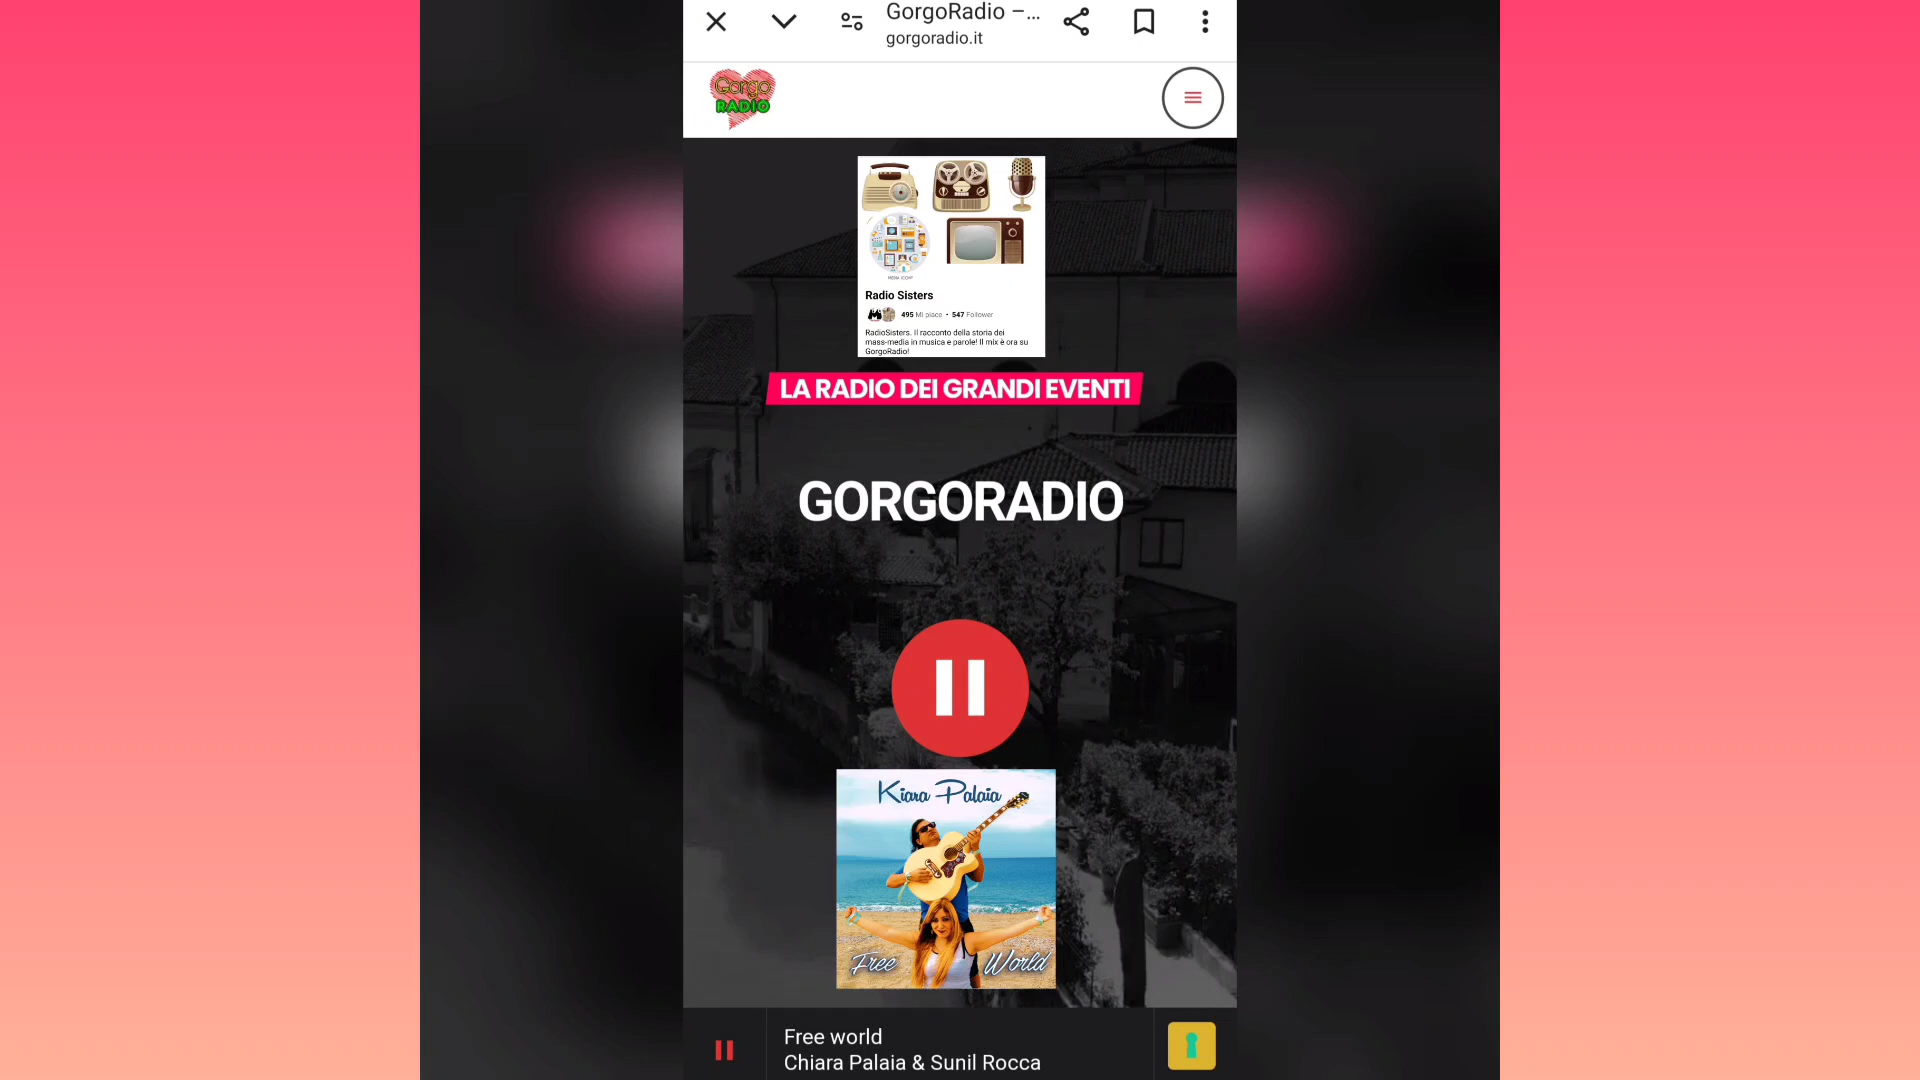 GorgoRadio –...
gorgoradio.it
Gorgo
RADIO
MEDIA ICON
Radio Sisters
495 Mi piace • 547 Follower
RadioSisters. Il racconto della storia dei
mass-media in musica e parole! Il mix è ora su
GorgoRadio!
LA RADIO DEI GRANDI EVENTI
GORGORADIO
Kiara Palaia
Free World
Free world
Chiara Palaia & Sunil Rocca